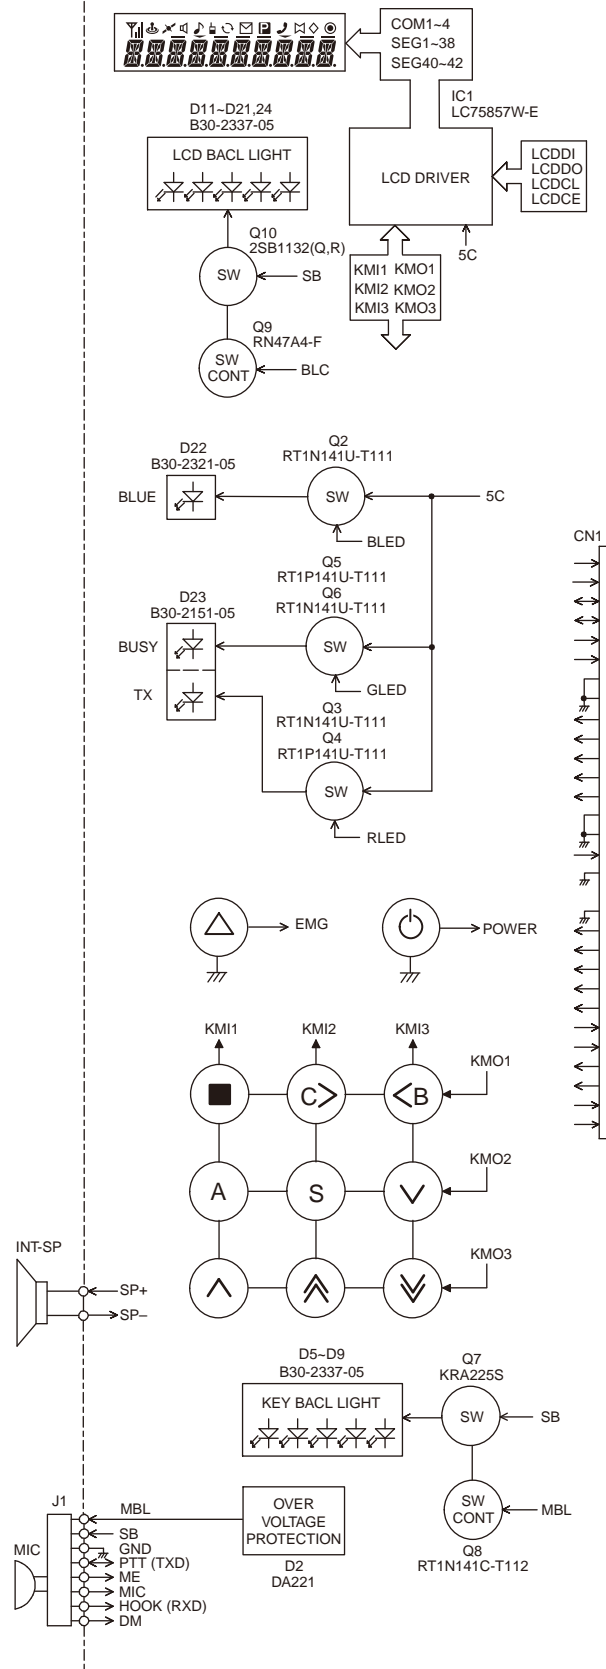 COM1~4
SEG1~38
SEG40~42
IC1
LC75857W-E
D11~D21,24
B30-2337-05
LCD BACL LIGHT
LCD DRIVER
LCDDI
LCDDO
LCDCL
LCDCE
Q10
2SB1132(Q,R)
SW
SB
5C
KMI1 KMO1
KMI2 KMO2
KMI3 KMO3
Q9
RN47A4-F
SW
CONT
BLC
D22
B30-2321-05
BLUE
Q2
RT1N141U-T111
SW
5C
BLED
CN1
Q5
RT1P141U-T111
Q6
RT1N141U-T111
D23
B30-2151-05
BUSY
SW
GLED
TX
Q3
RT1N141U-T111
Q4
RT1P141U-T111
SW
RLED
EMG
POWER
KMI1
KMI2
KMI3
C
B
KMO1
A
S
KMO2
KMO3
INT-SP
SP+
SP–
D5~D9
B30-2337-05
KEY BACL LIGHT
Q7
KRA225S
SW
SB
SW
CONT
MBL
Q8
RT1N141C-T112
J1
MBL
OVER
VOLTAGE
PROTECTION
D2
DA221
MIC
SB
GND
PTT (TXD)
ME
MIC
HOOK (RXD)
DM